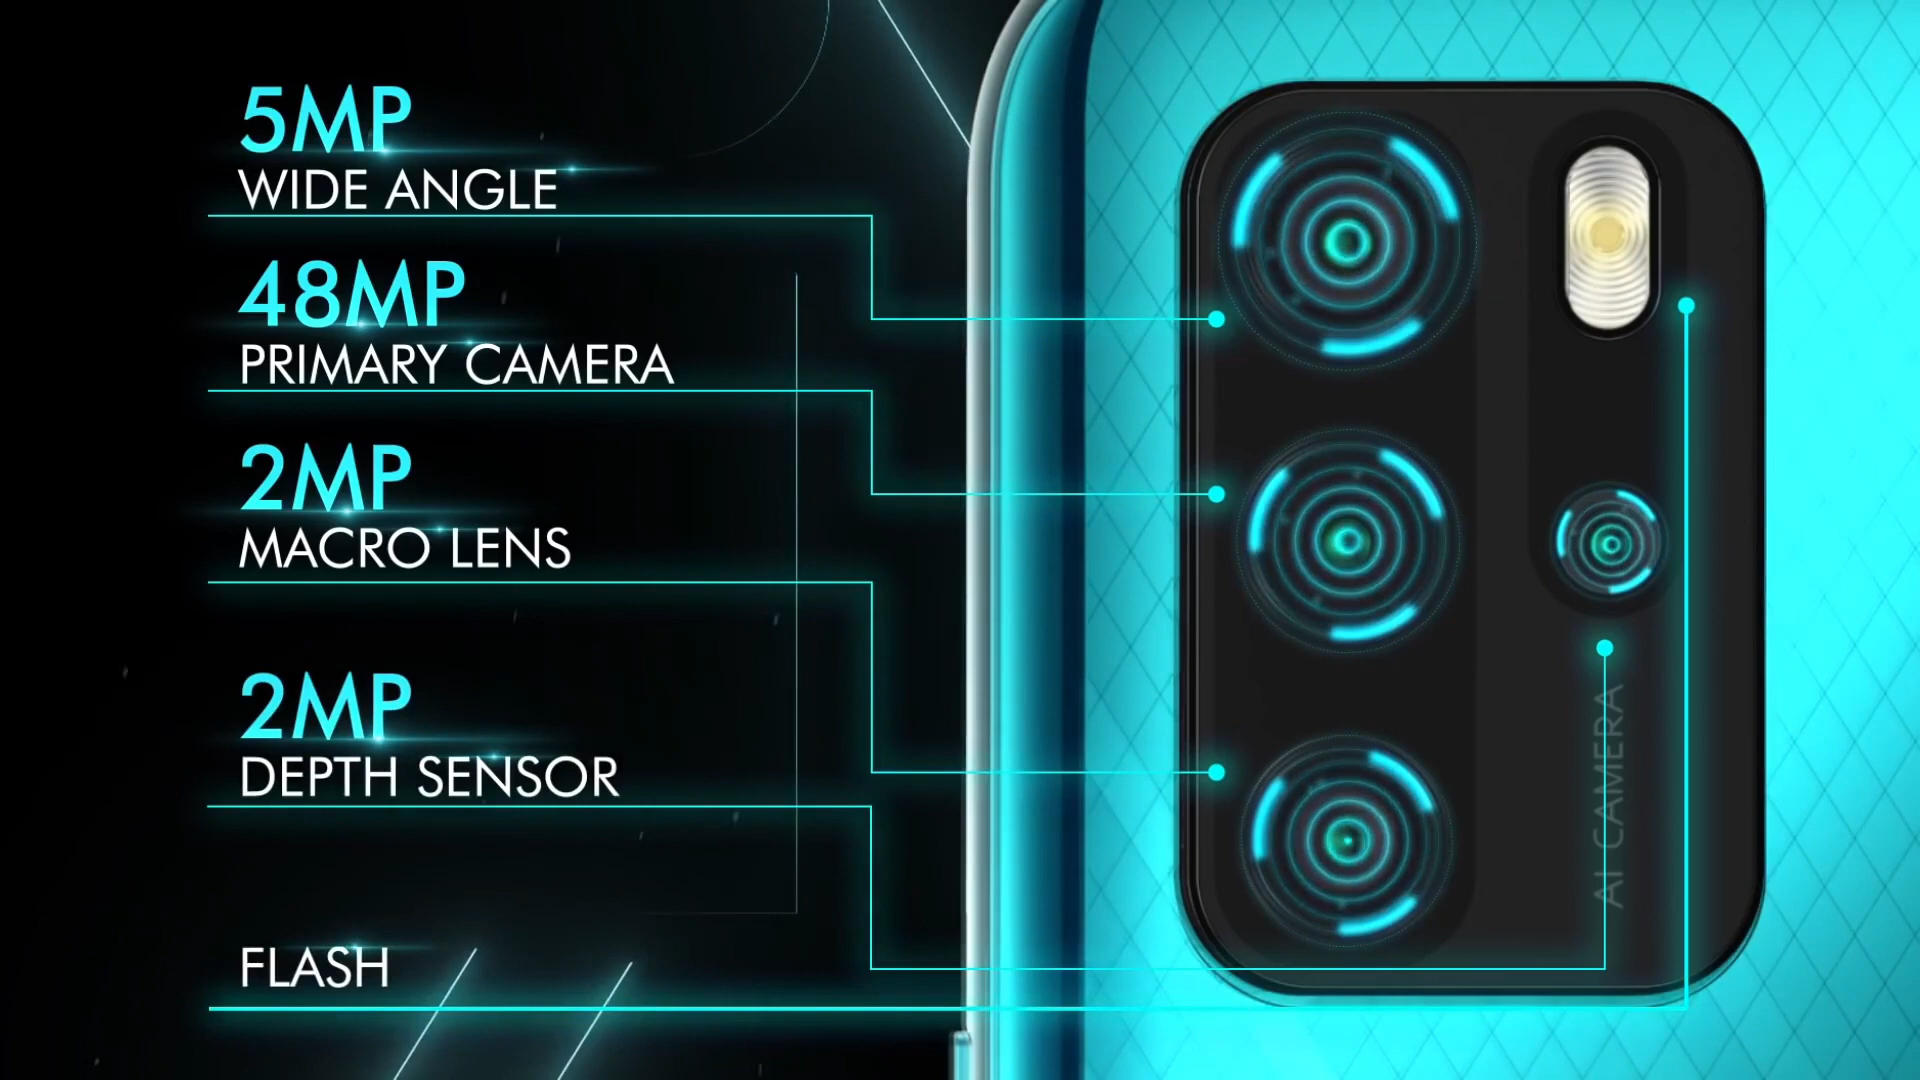 5MP
WIDE ANGLE
48MP
PRIMARY CAMERA
2MP
MACRO LENS
2MP
DEPTH SENSOR
FLASH
AI CAMERA